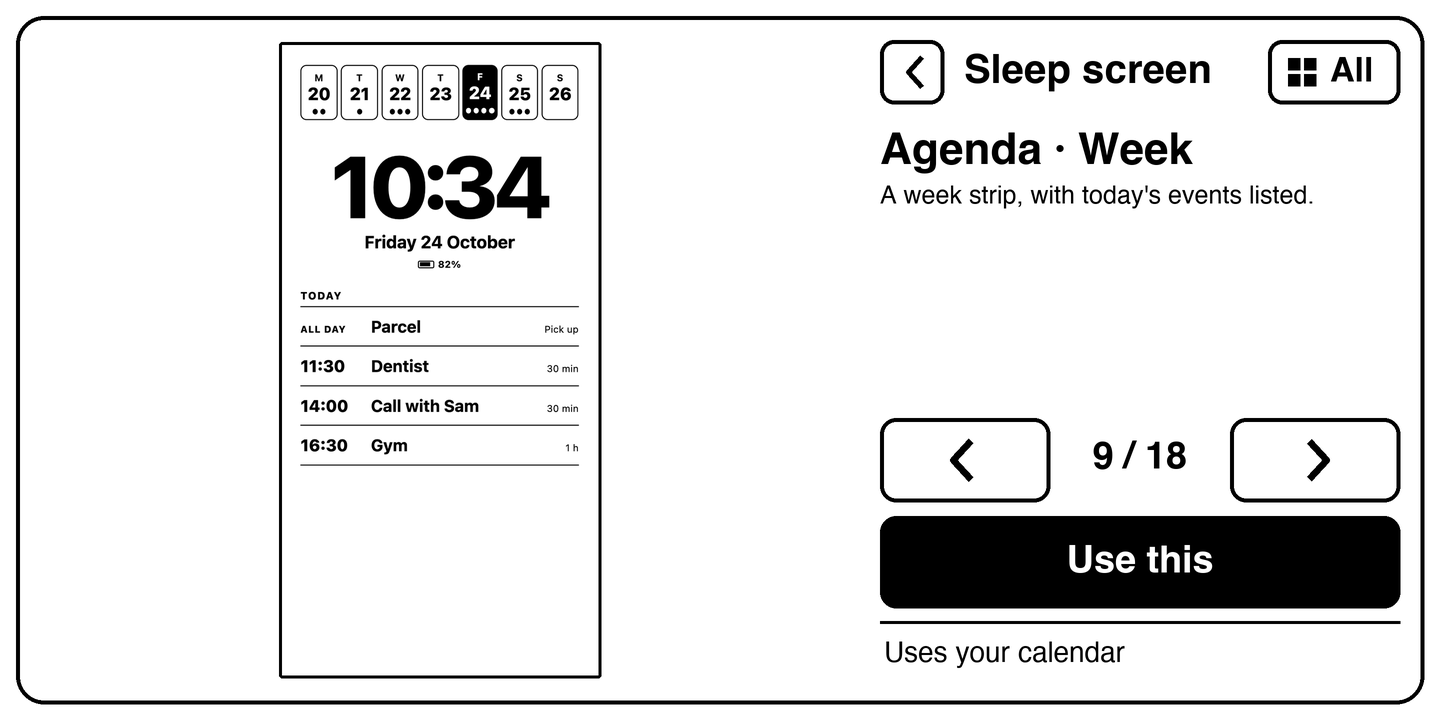 M T W T F S S
20 21 22 23 24 25 26
10:34
Friday 24 October
82%
TODAY
ALL DAY Parcel Pick up
11:30 Dentist 30 min
14:00 Call with Sam 30 min
16:30 Gym 1 h
Sleep screen
All
Agenda · Week
A week strip, with today's events listed.
9 / 18
Use this
Uses your calendar